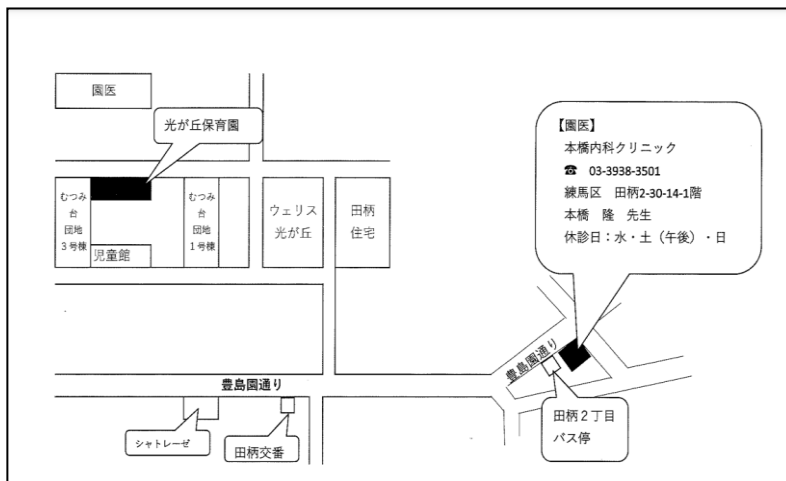 園医
光が丘保育園
むつみ
台
団地
3号棟
児童館
むつみ
台
団地
1号棟
ウェリス
光が丘
田柄
住宅
【園医】
本橋内科クリニック
☎ 03-3938-3501
練馬区 田柄2-30-14-1階
本橋 隆 先生
休診日：水・土（午後）・日
豊島園通り
豊島園通り
シャトレーゼ
田柄交番
田柄２丁目
バス停